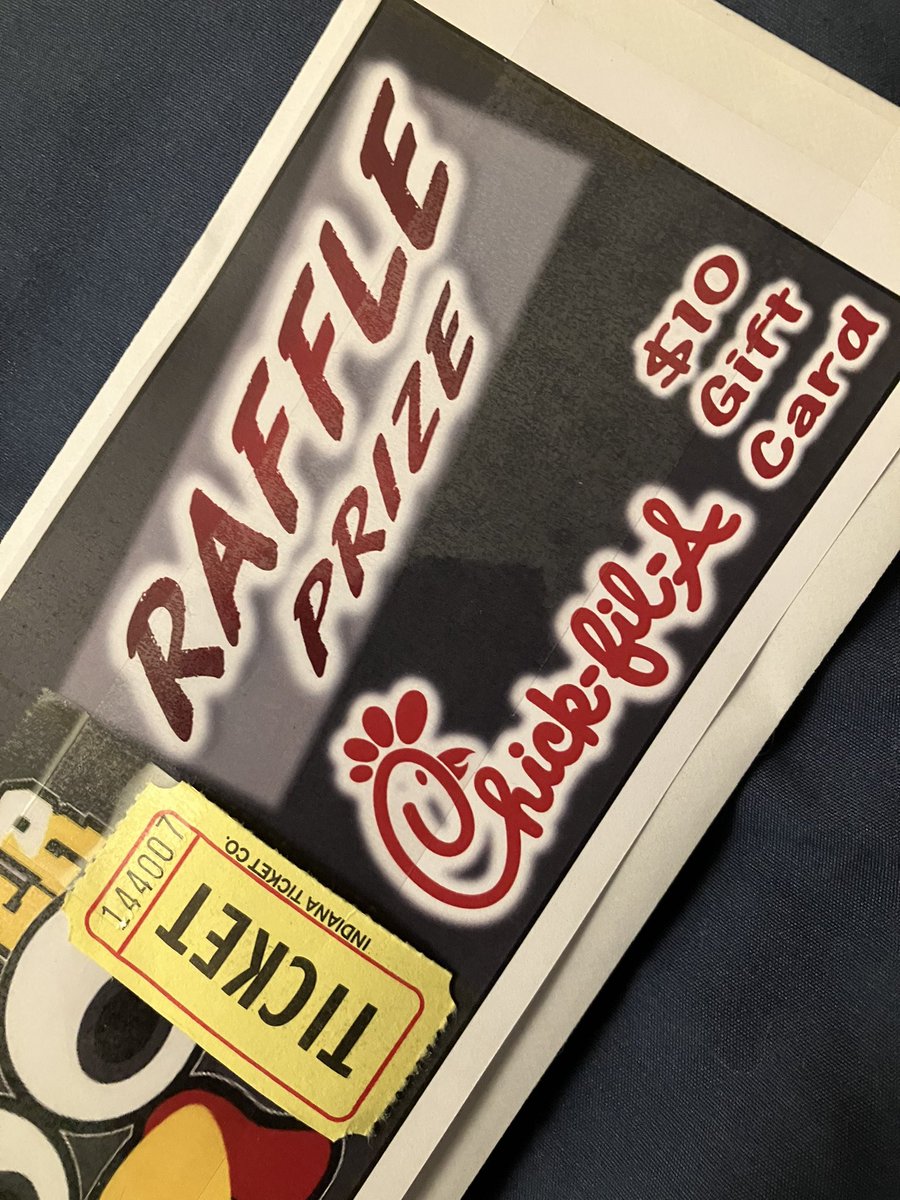 RAFFLE
PRIZE
$10
Gift
Card
Chick-fil-A
INDIANA TICKET CO.
TICKET
144007